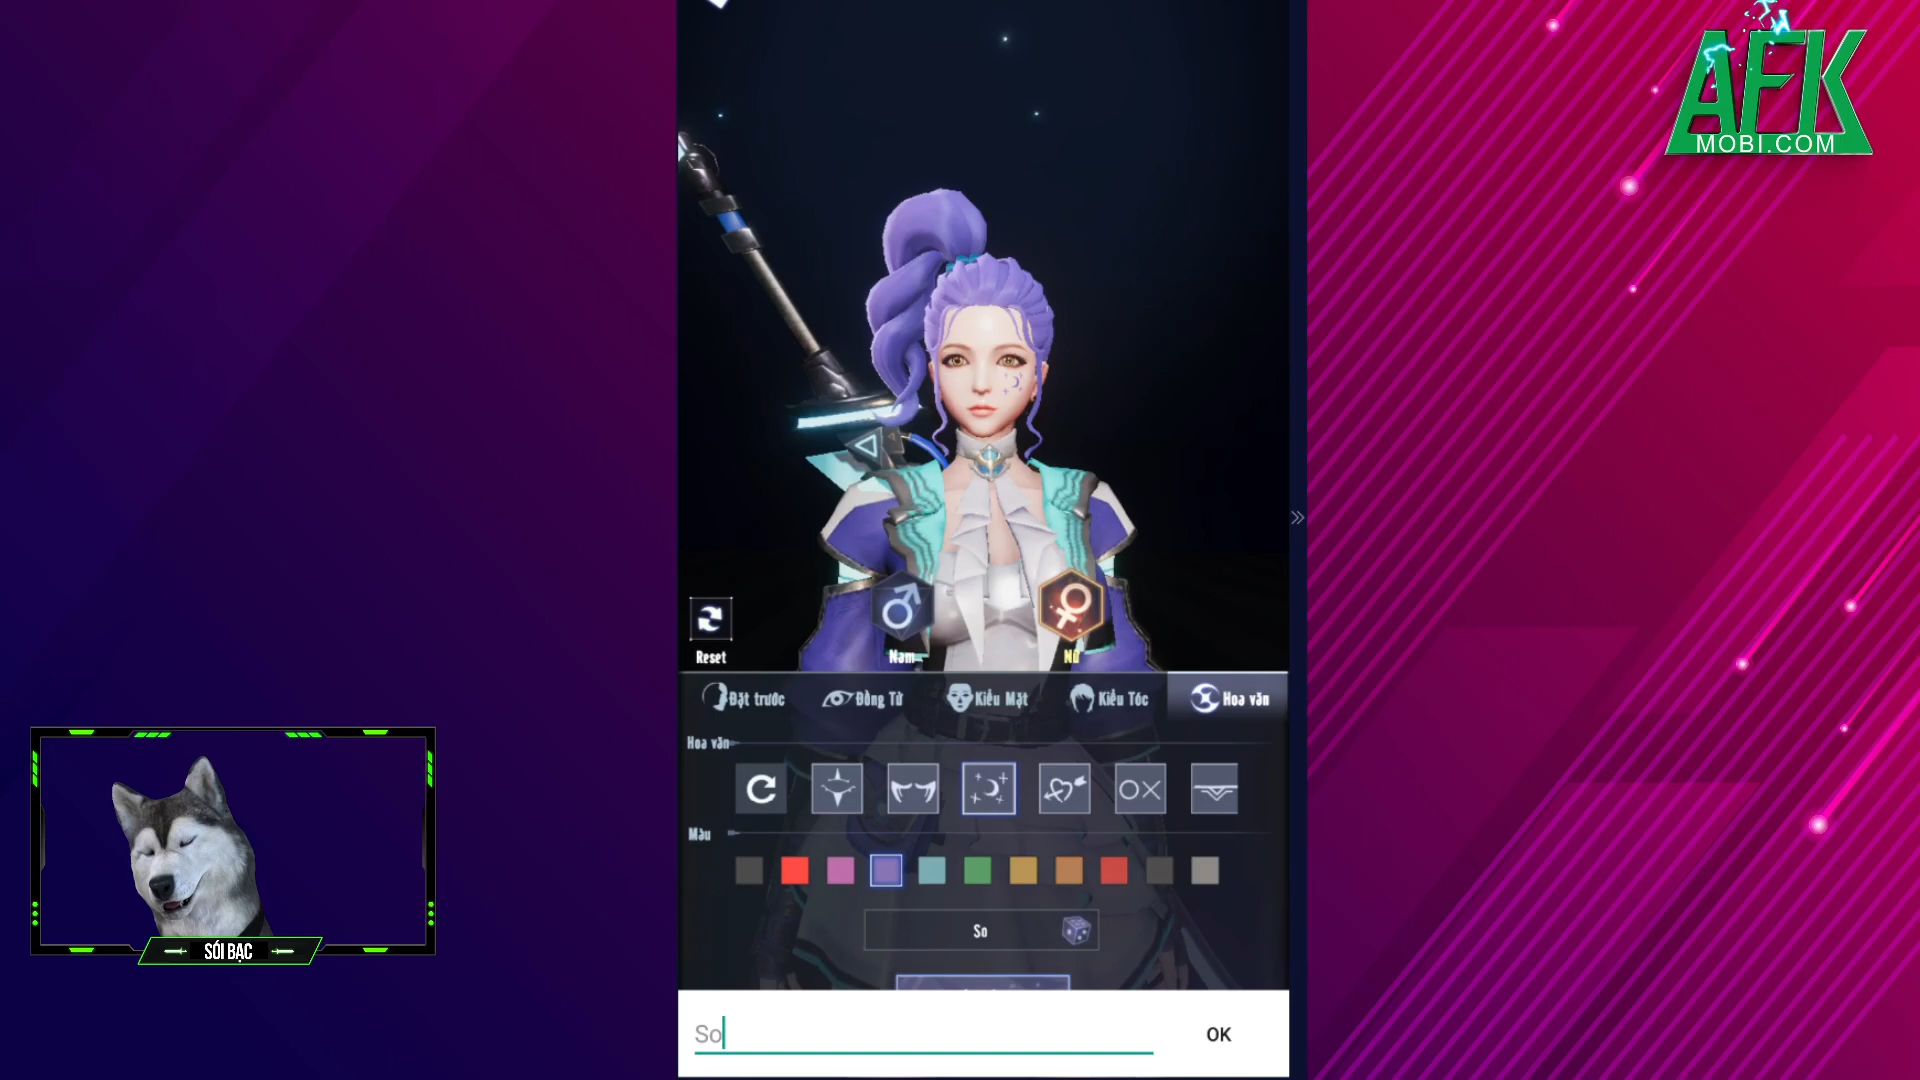 AFK
MOBI.COM
Reset
Nam
Nữ
Đặt trước
Đồng Tử
Kiểu Mặt
Kiểu Tóc
Hoa văn
Hoa văn
Màu
So
So
OK
SÓI BẠC